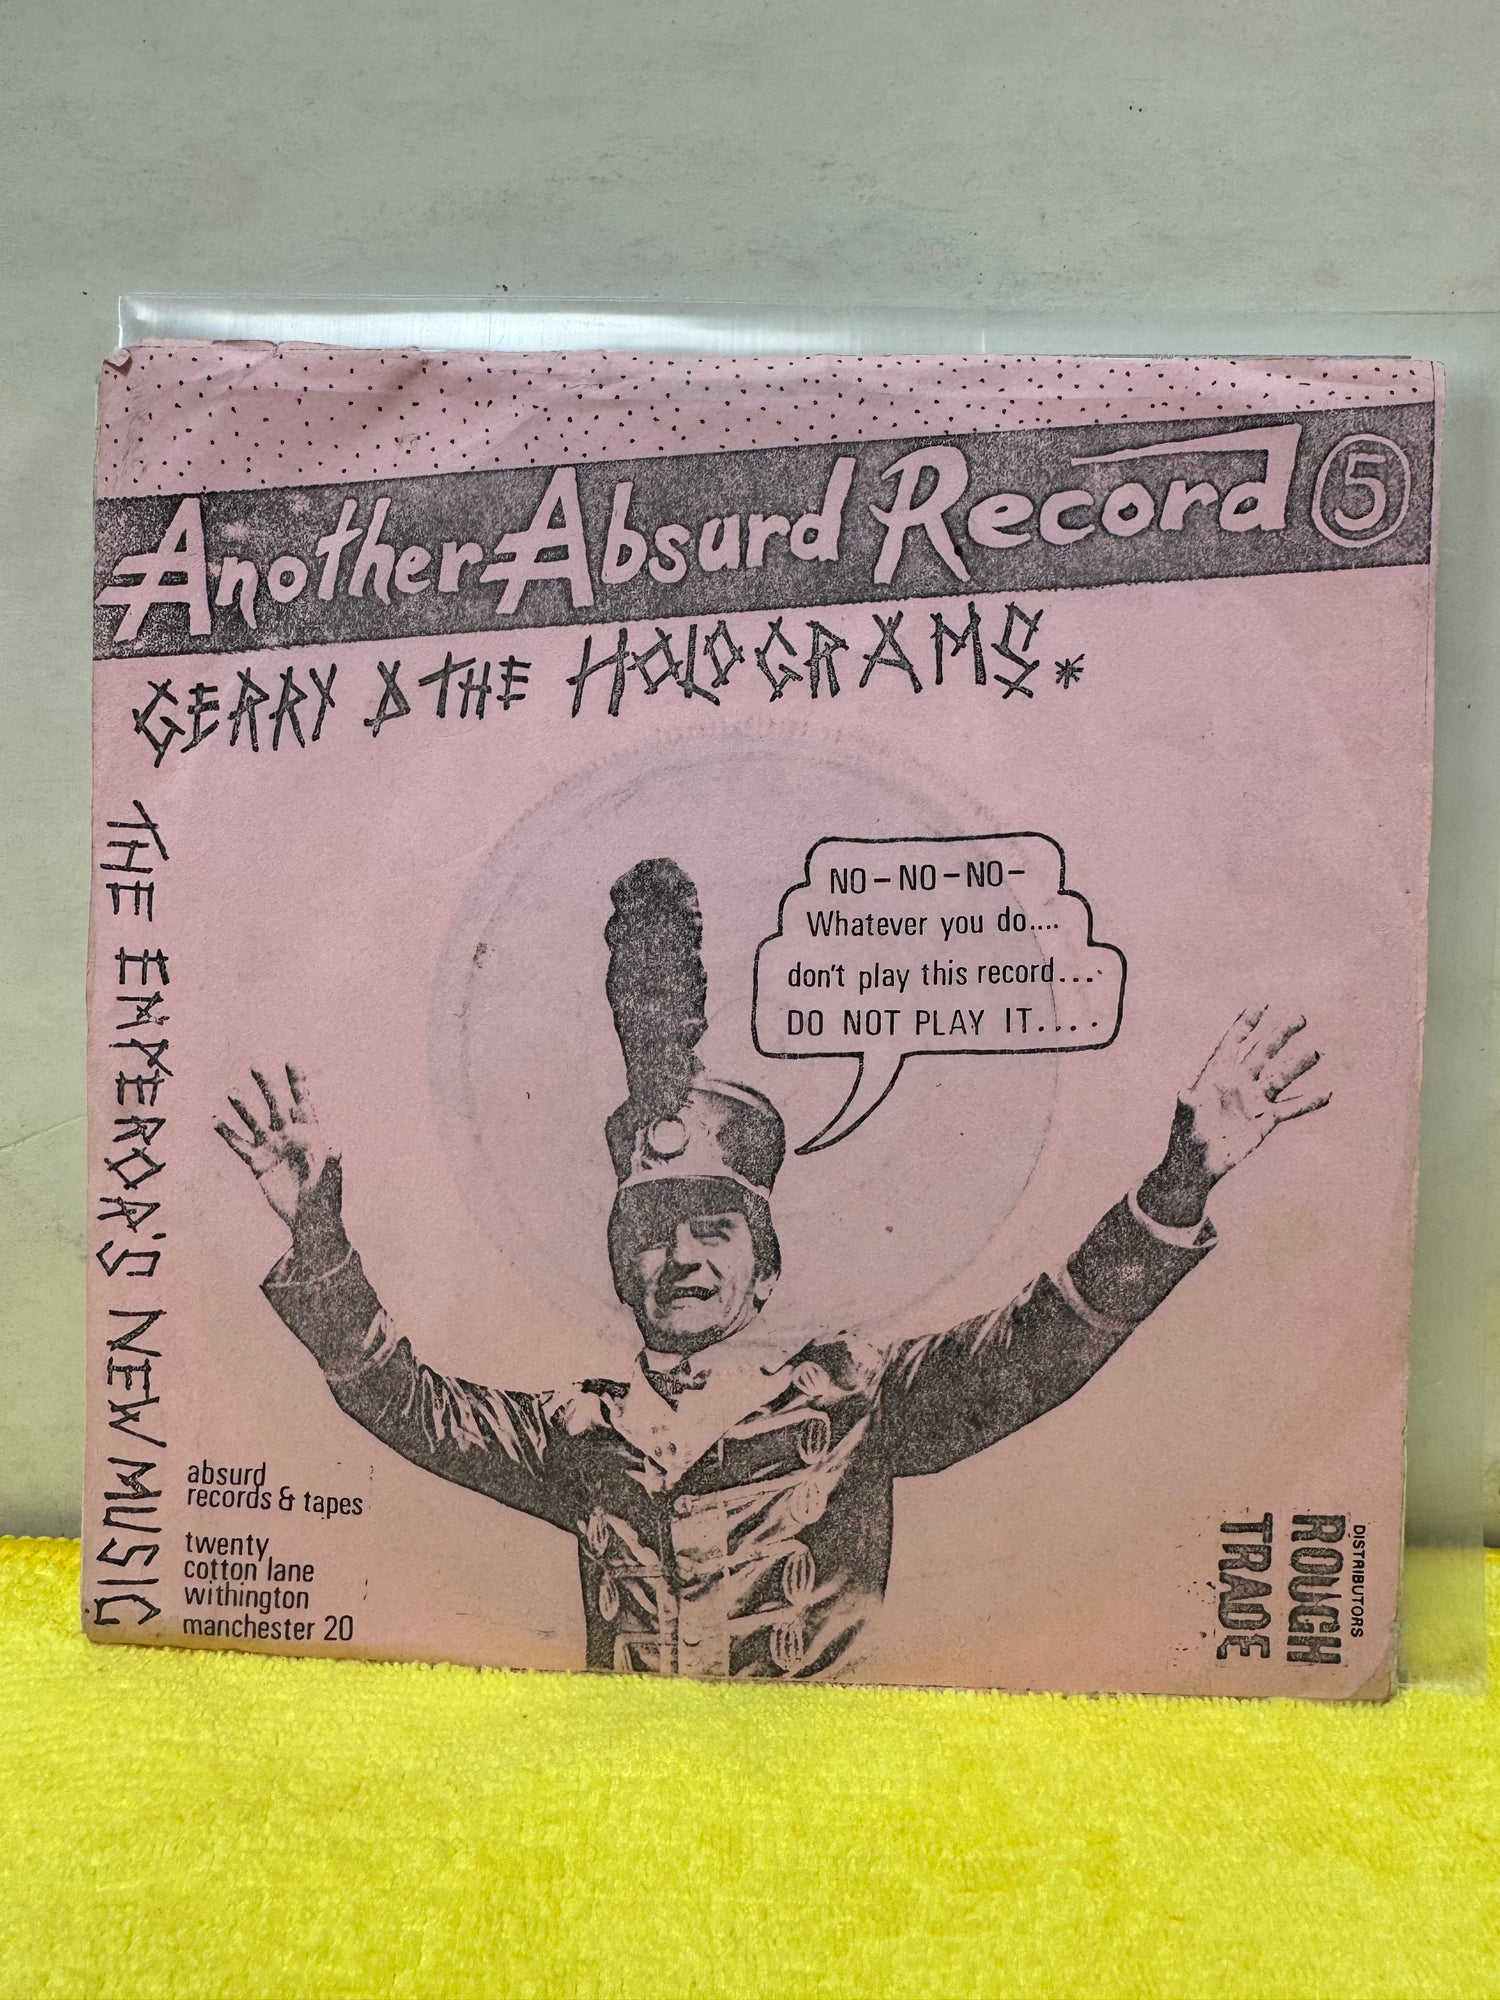 Another Absurd Record 5
GERRY & THE HOLOGRAMS*
THE EMPEROR'S NEW MUSIC
NO-NO-NO-
Whatever you do....
don't play this record....
DO NOT PLAY IT....
absurd
records & tapes
twenty
cotton lane
withington
manchester 20
DISTRIBUTORS
ROUGH
TRADE